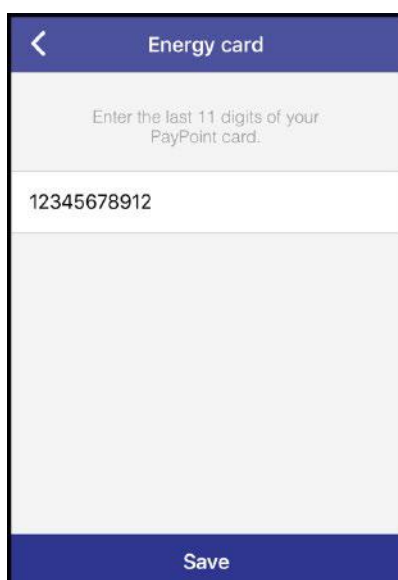 Energy card
Enter the last 11 digits of your
PayPoint card.
12345678912
Save